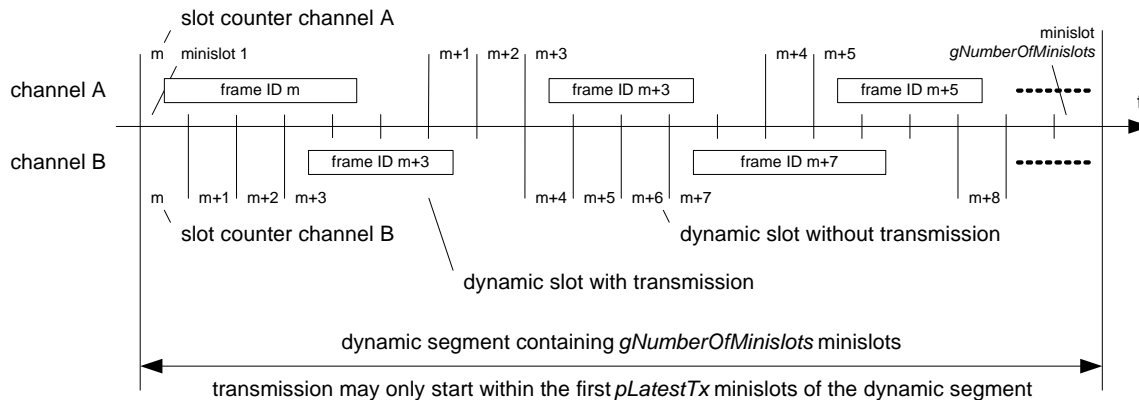 slot counter channel A
m minislot 1
m+1 m+2 m+3 m+4 m+5
minislot
gNumberOfMinislots
channel A
frame ID m frame ID m+3 frame ID m+5
t
channel B
frame ID m+3 frame ID m+7
m m+1 m+2 m+3 m+4 m+5 m+6 m+7 m+8
slot counter channel B
dynamic slot without transmission
dynamic slot with transmission
dynamic segment containing gNumberOfMinislots minislots
transmission may only start within the first pLatestTx minislots of the dynamic segment